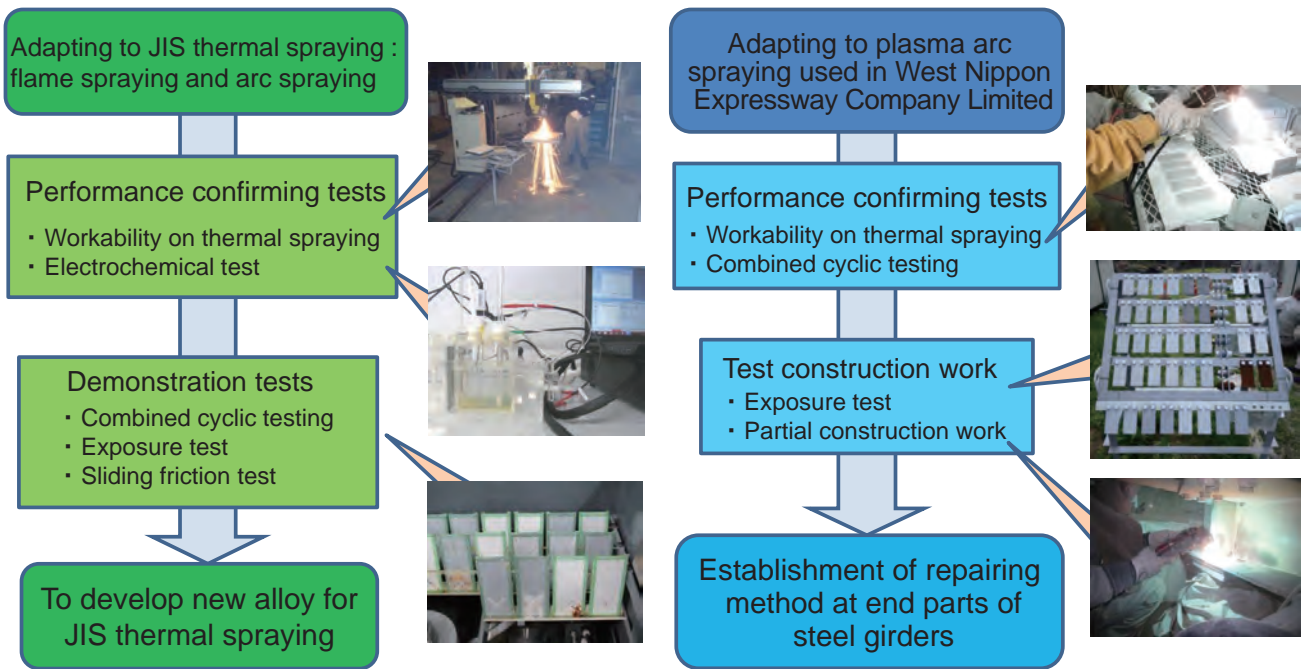 Adapting to JIS thermal spraying :
flame spraying and arc spraying
Performance confirming tests
・Workability on thermal spraying
・Electrochemical test
Demonstration tests
・Combined cyclic testing
・Exposure test
・Sliding friction test
To develop new alloy for
JIS thermal spraying
Adapting to plasma arc
spraying used in West Nippon
Expressway Company Limited
Performance confirming tests
・Workability on thermal spraying
・Combined cyclic testing
Test construction work
・Exposure test
・Partial construction work
Establishment of repairing
method at end parts of
steel girders